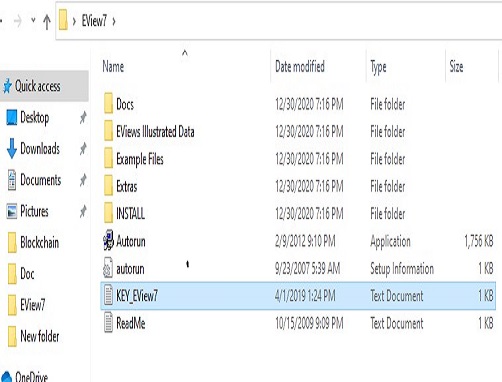 EView7
Name Date modified Type Size
Quick access
Desktop
Downloads
Documents
Pictures
Blockchain
Doc
EView7
New folder
OneDrive
Docs 12/30/2020 7:16 PM File folder
EViews Illustrated Data 12/30/2020 7:16 PM File folder
Example Files 12/30/2020 7:16 PM File folder
Extras 12/30/2020 7:16 PM File folder
INSTALL 12/30/2020 7:16 PM File folder
Autorun 2/9/2012 9:10 PM Application 1,756 KB
autorun 9/23/2007 5:39 AM Setup Information 1 KB
KEY_EView7 4/1/2019 1:24 PM Text Document 1 KB
ReadMe 10/15/2009 9:09 PM Text Document 1 KB